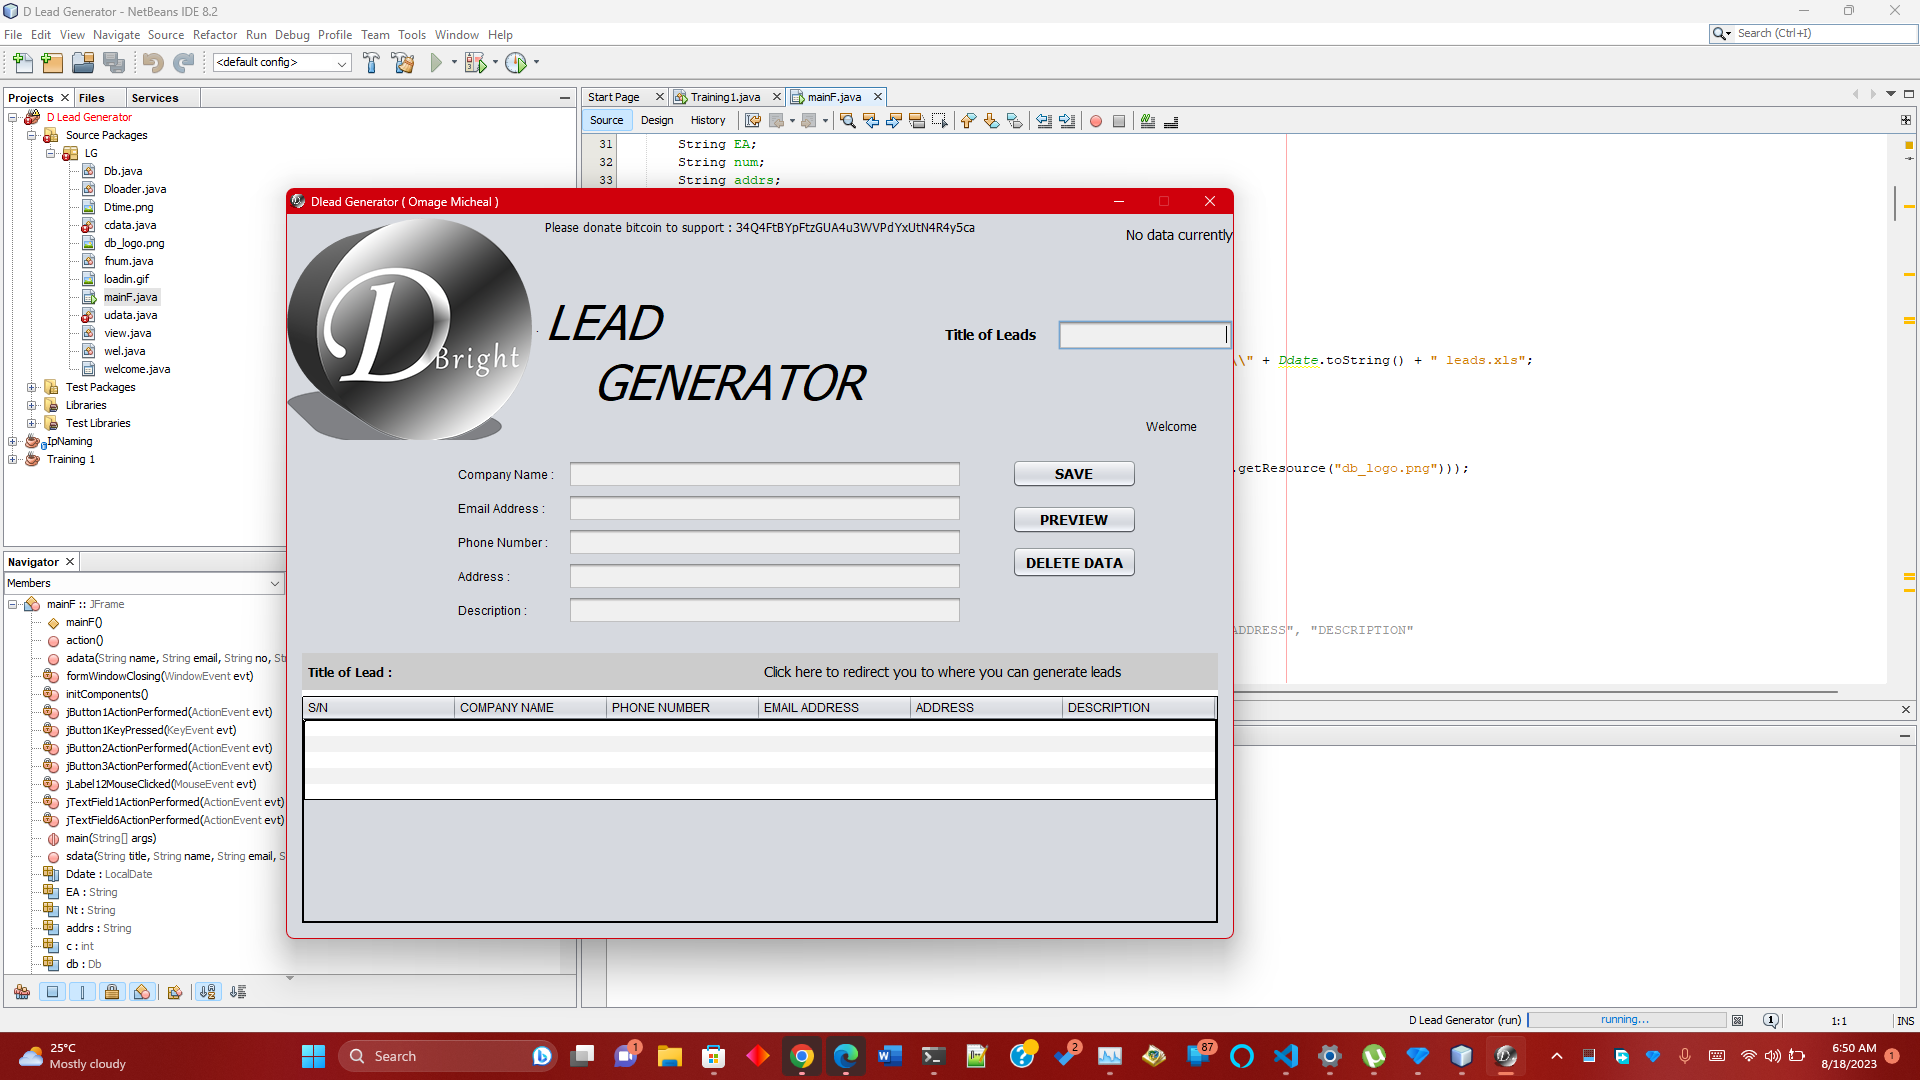 D Lead Generator - NetBeans IDE 8.2
File Edit View Navigate Source Refactor Run Debug Profile Team Tools Window Help
Search (Ctrl+I)
<default config>
Projects Files Services
D Lead Generator
Source Packages
LG
Db.java
Dloader.java
Dtime.png
cdata.java
db_logo.png
fnum.java
loadin.gif
mainF.java
udata.java
view.java
wel.java
welcome.java
Test Packages
Libraries
Test Libraries
IpNaming
Training 1
Navigator
Members
mainF :: JFrame
mainF()
action()
adata(String name, String email, String no, St
formWindowClosing(WindowEvent evt)
initComponents()
jButton1ActionPerformed(ActionEvent evt)
jButton1KeyPressed(KeyEvent evt)
jButton2ActionPerformed(ActionEvent evt)
jButton3ActionPerformed(ActionEvent evt)
jLabel12MouseClicked(MouseEvent evt)
jTextField1ActionPerformed(ActionEvent evt)
jTextField6ActionPerformed(ActionEvent evt)
main(String[] args)
sdata(String title, String name, String email, S
Ddate : LocalDate
EA : String
Nt : String
addrs : String
c : int
db : Db
Start Page Training1.java mainF.java
Source Design History
31 String EA;
32 String num;
33 String addrs;
\\" + Ddate.toString() + " leads.xls";
.getResource("db_logo.png")));
ADDRESS", "DESCRIPTION"
Dlead Generator ( Omage Micheal )
Please donate bitcoin to support : 34Q4FtBYpFtzGUA4u3WVPdYxUtN4R4y5ca
No data currently
D Bright
LEAD
GENERATOR
Title of Leads
Welcome
Company Name :
Email Address :
Phone Number :
Address :
Description :
SAVE
PREVIEW
DELETE DATA
Title of Lead :
Click here to redirect you to where you can generate leads
S/N COMPANY NAME PHONE NUMBER EMAIL ADDRESS ADDRESS DESCRIPTION
D Lead Generator (run) running... 1 1:1 INS
25°C
Mostly cloudy
Search
1
2
87
6:50 AM
8/18/2023
1